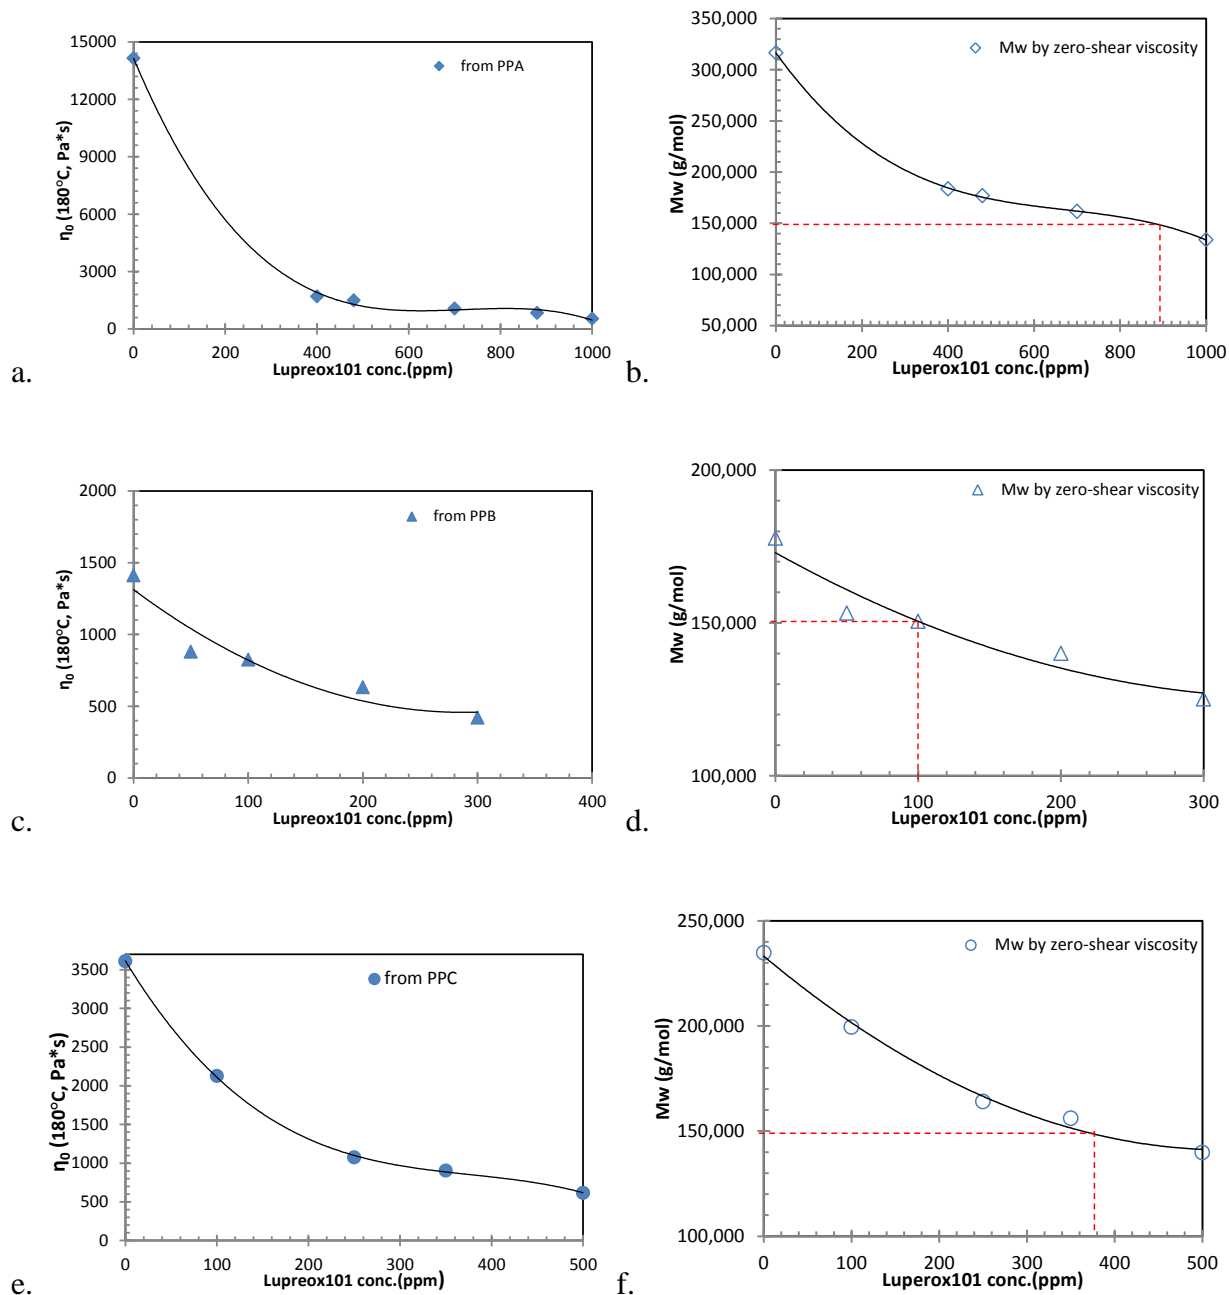 15000
12000
9000
6000
3000
0
η0 (180°C, Pa*s)
from PPA
0 200 400 600 800 1000
Lupreox101 conc.(ppm)
a.
350,000
300,000
250,000
200,000
150,000
100,000
50,000
Mw (g/mol)
Mw by zero-shear viscosity
0 200 400 600 800 1000
Luperox101 conc.(ppm)
b.
2000
1500
1000
500
0
η0 (180°C, Pa*s)
from PPB
0 100 200 300 400
Lupreox101 conc.(ppm)
c.
200,000
150,000
100,000
Mw (g/mol)
Mw by zero-shear viscosity
0 100 200 300
Luperox101 conc.(ppm)
d.
3500
3000
2500
2000
1500
1000
500
0
η0 (180°C, Pa*s)
from PPC
0 100 200 300 400 500
Lupreox101 conc.(ppm)
e.
250,000
200,000
150,000
100,000
Mw (g/mol)
Mw by zero-shear viscosity
0 100 200 300 400 500
Luperox101 conc.(ppm)
f.